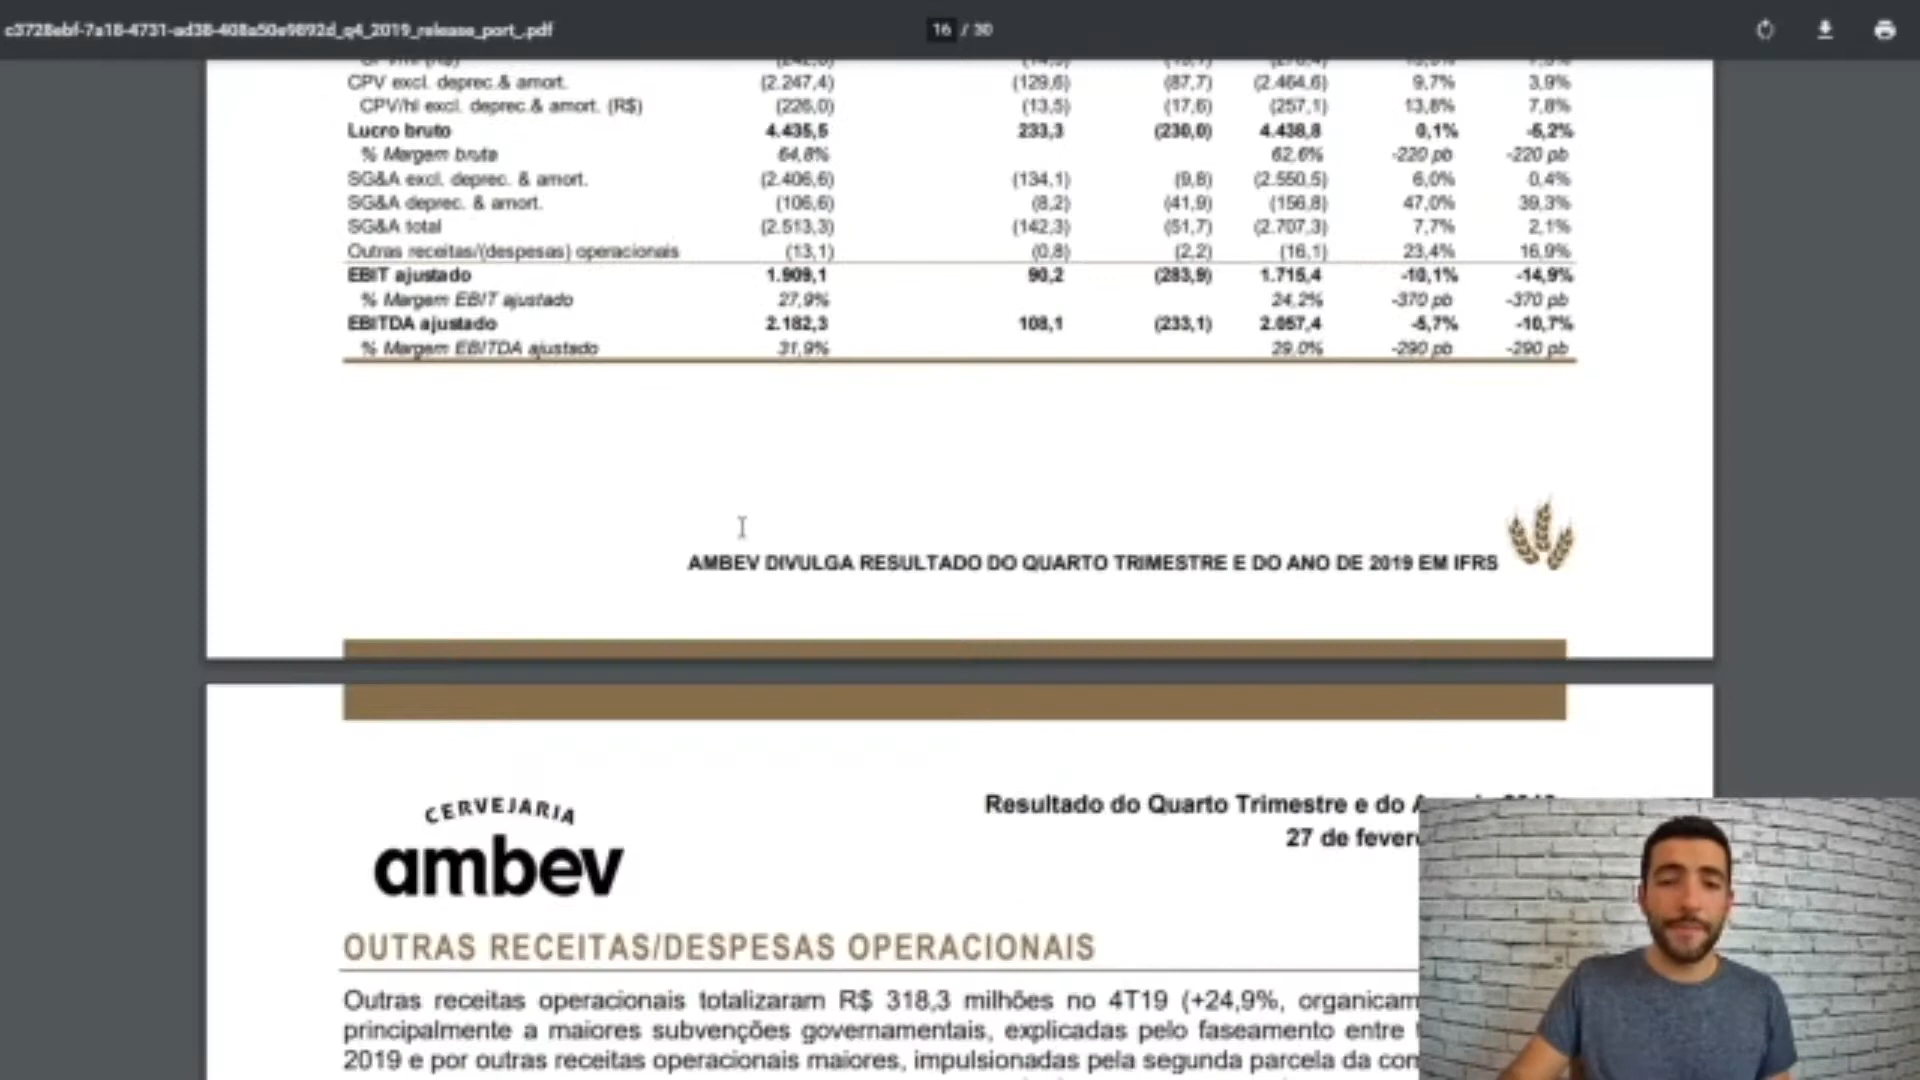 c3728ebf-7a18-4731-ad38-408a50e9892d_q4_2019_release_port_.pdf
16 / 30
CPV excl. deprec.& amort. (2.247,4) (129,6) (87,7) (2.464,6) 9,7% 3,9%
CPV/hl excl. deprec.& amort. (R$) (226,0) (13,5) (17,6) (257,1) 13,8% 7,8%
Lucro bruto 4.435,5 233,3 (230,0) 4.438,8 0,1% -5,2%
% Margem bruta 64,8% 62,6% -220 pb -220 pb
SG&A excl. deprec. & amort. (2.406,6) (134,1) (9,8) (2.550,5) 6,0% 0,4%
SG&A deprec. & amort. (106,6) (8,2) (41,9) (156,8) 47,0% 39,3%
SG&A total (2.513,3) (142,3) (51,7) (2.707,3) 7,7% 2,1%
Outras receitas/(despesas) operacionais (13,1) (0,8) (2,2) (16,1) 23,4% 16,9%
EBIT ajustado 1.909,1 90,2 (283,9) 1.715,4 -10,1% -14,9%
% Margem EBIT ajustado 27,9% 24,2% -370 pb -370 pb
EBITDA ajustado 2.182,3 108,1 (233,1) 2.057,4 -5,7% -10,7%
% Margem EBITDA ajustado 31,9% 29,0% -290 pb -290 pb
AMBEV DIVULGA RESULTADO DO QUARTO TRIMESTRE E DO ANO DE 2019 EM IFRS
CERVEJARIA
ambev
Resultado do Quarto Trimestre e do
27 de fever
OUTRAS RECEITAS/DESPESAS OPERACIONAIS
Outras receitas operacionais totalizaram R$ 318,3 milhões no 4T19 (+24,9%, organicam
principalmente a maiores subvenções governamentais, explicadas pelo faseamento entre
2019 e por outras receitas operacionais maiores, impulsionadas pela segunda parcela da con